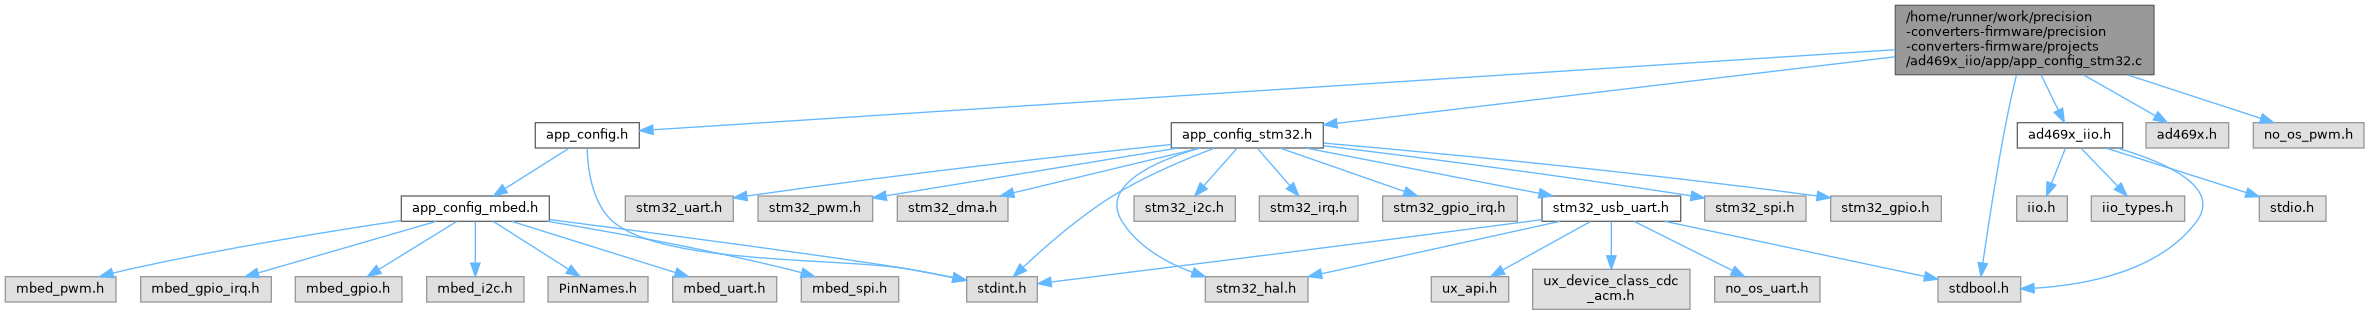 /home/runner/work/precision
-converters-firmware/precision
-converters-firmware/projects
/ad469x_iio/app/app_config_stm32.c
app_config.h
app_config_stm32.h
ad469x_iio.h
ad469x.h
no_os_pwm.h
app_config_mbed.h
stm32_uart.h
stm32_pwm.h
stm32_dma.h
stm32_i2c.h
stm32_irq.h
stm32_gpio_irq.h
stm32_usb_uart.h
stm32_spi.h
stm32_gpio.h
iio.h
iio_types.h
stdio.h
mbed_pwm.h
mbed_gpio_irq.h
mbed_gpio.h
mbed_i2c.h
PinNames.h
mbed_uart.h
mbed_spi.h
stdint.h
stm32_hal.h
ux_api.h
ux_device_class_cdc
_acm.h
no_os_uart.h
stdbool.h